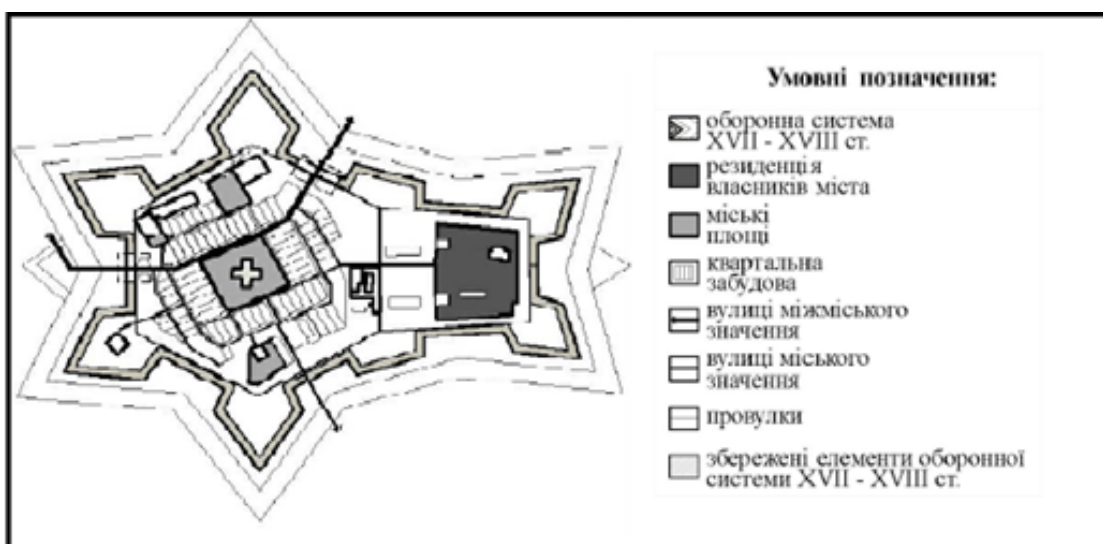 Умовні позначення:
оборонна система
XVII - XVIII ст.
резиденція
власників міста
міські
площі
квартальна
забудова
вулиці міжміського
значення
вулиці міського
значення
провулки
збережені елементи оборонної
системи XVII - XVIII ст.